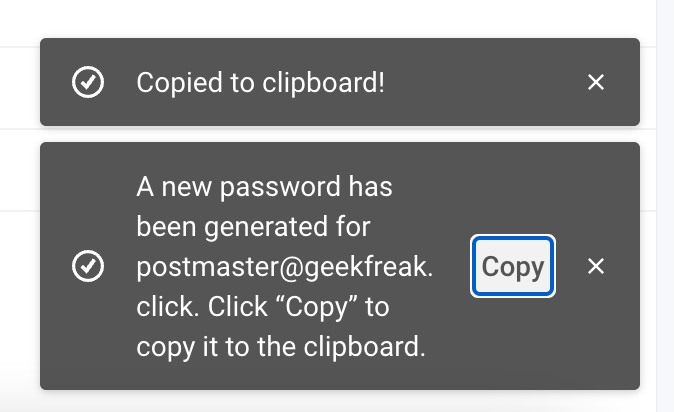 Copied to clipboard!
A new password has
been generated for
postmaster@geekfreak.
click. Click “Copy” to
copy it to the clipboard.
Copy